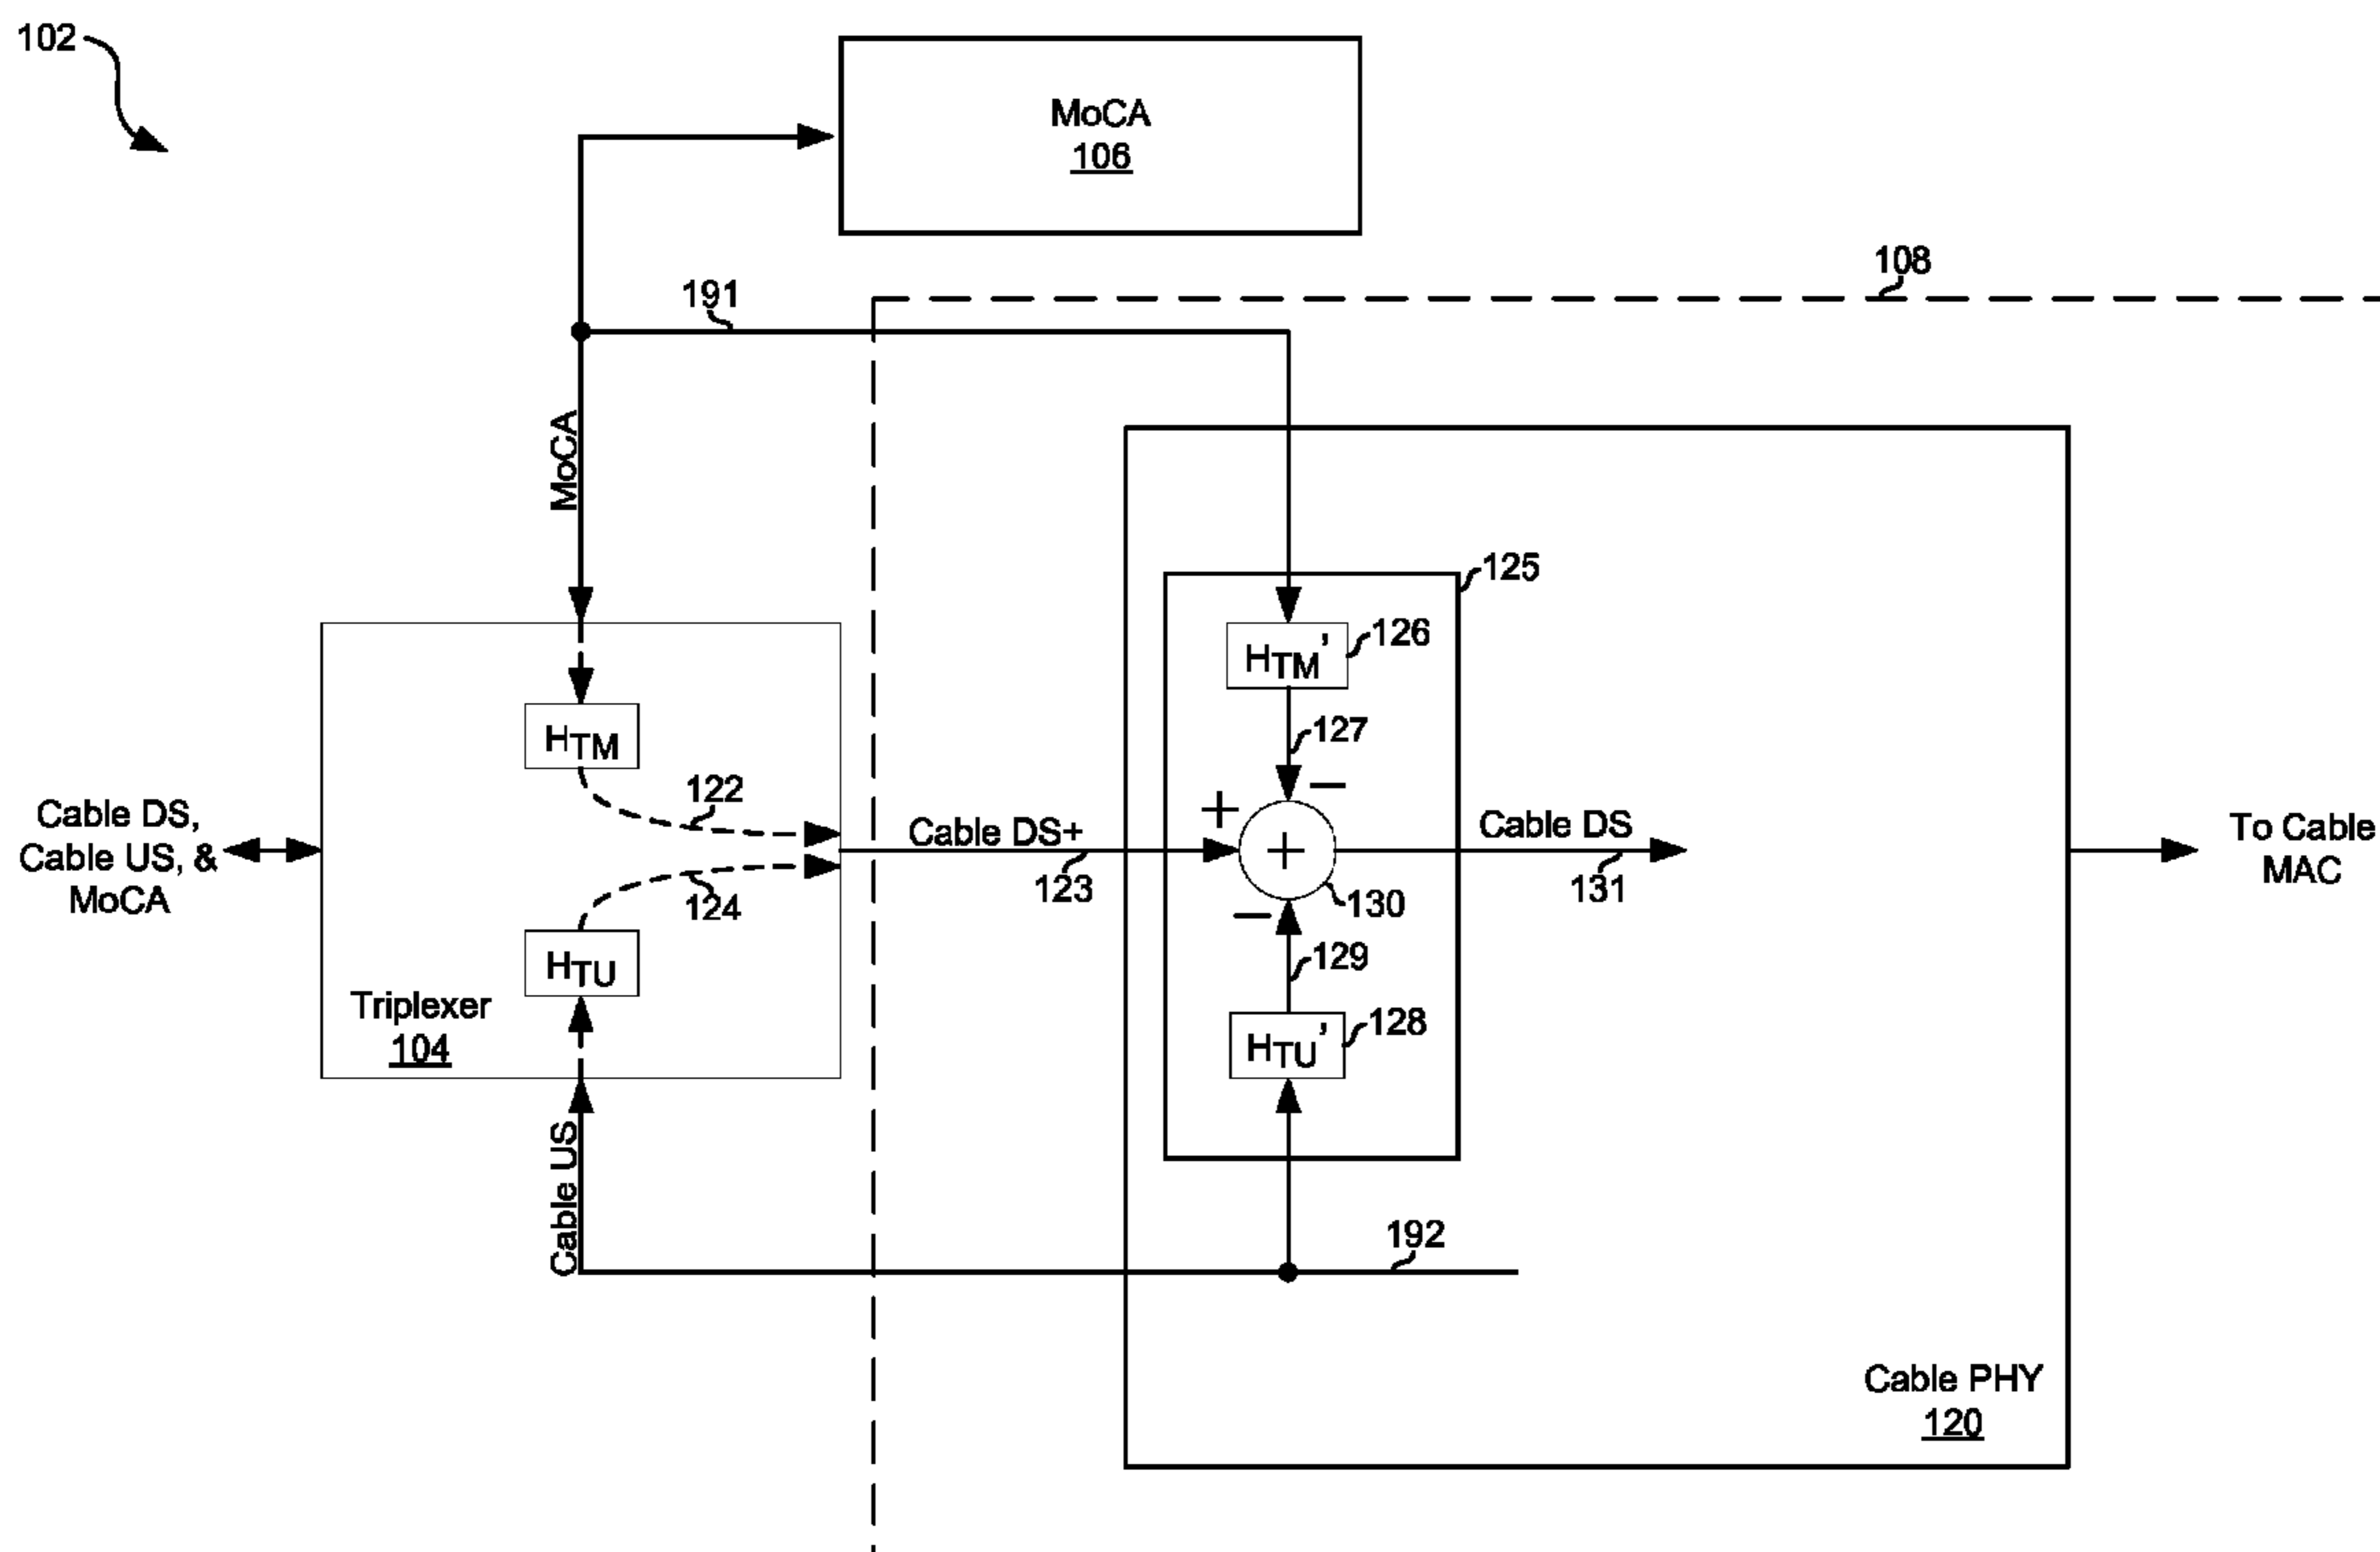 102
MoCA
106
108
191
MoCA
125
HTM'
126
HTM
127
122
−
Cable DS,
Cable US, &
MoCA
+
Cable DS+
+
Cable DS
123
131
124
130
−
HTU
129
Triplexer
104
HTU'
128
To Cable
MAC
Cable US
192
Cable PHY
120